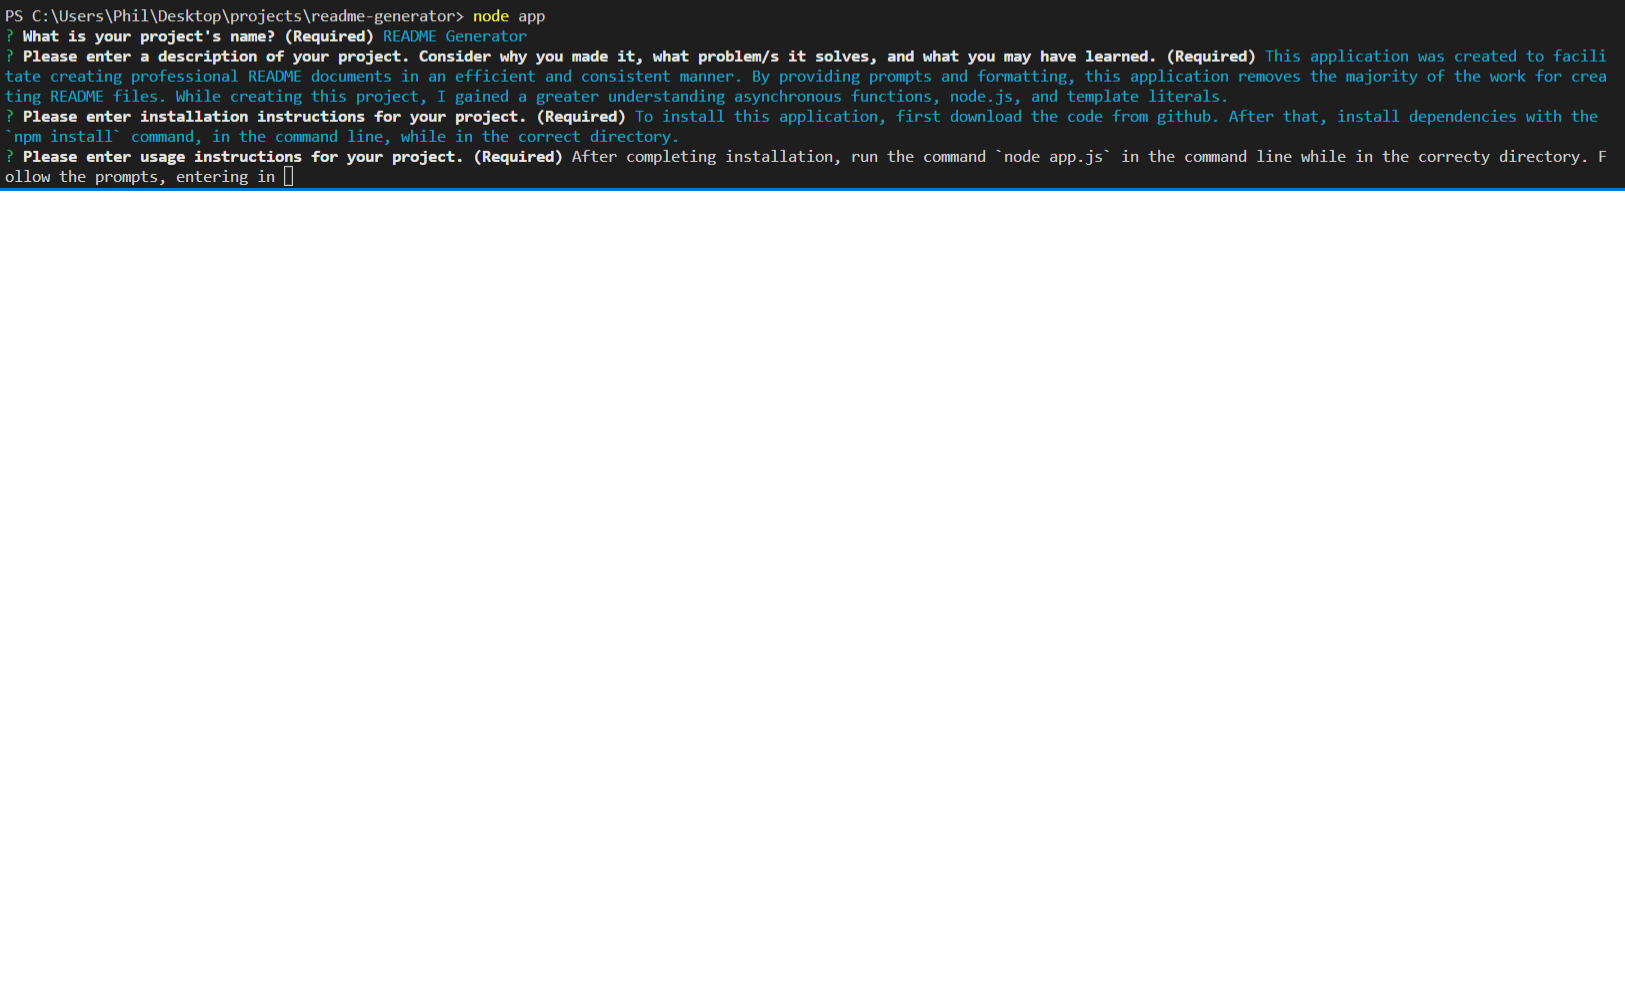 PS C:\Users\Phil\Desktop\projects\readme-generator> node app
? What is your project's name? (Required) README Generator
? Please enter a description of your project. Consider why you made it, what problem/s it solves, and what you may have learned. (Required) This application was created to facili
tate creating professional README documents in an efficient and consistent manner. By providing prompts and formatting, this application removes the majority of the work for crea
ting README files. While creating this project, I gained a greater understanding asynchronous functions, node.js, and template literals.
? Please enter installation instructions for your project. (Required) To install this application, first download the code from github. After that, install dependencies with the
`npm install` command, in the command line, while in the correct directory.
? Please enter usage instructions for your project. (Required) After completing installation, run the command `node app.js` in the command line while in the correcty directory. F
ollow the prompts, entering in